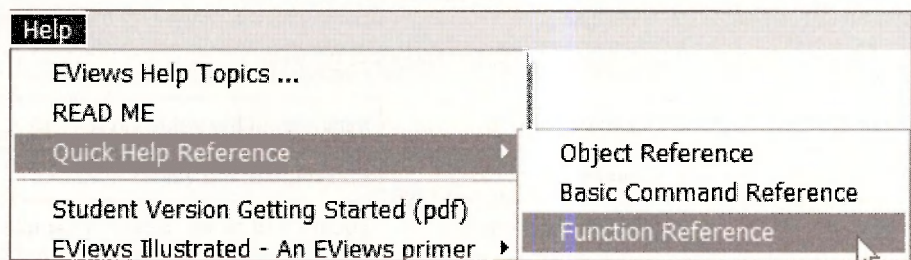 Help
EViews Help Topics ...
READ ME
Quick Help Reference
Object Reference
Basic Command Reference
Function Reference
Student Version Getting Started (pdf)
EViews Illustrated - An EViews primer